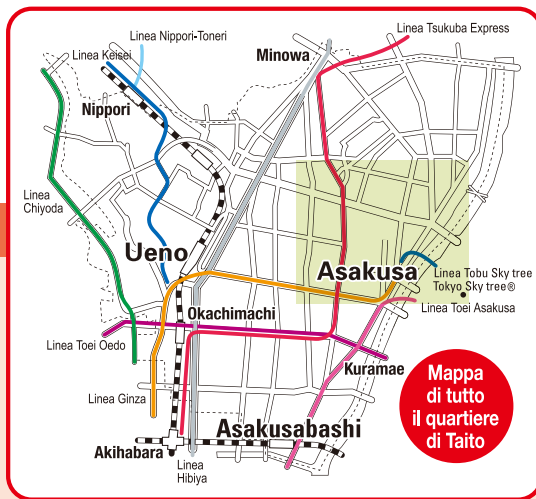 Linea Nippori-Toneri
Linea Tsukuba Express
Linea Keisei
Minowa
Nippori
Linea
Chiyoda
Ueno
Asakusa
Linea Tobu Sky tree
Tokyo Sky tree®
Linea Toei Asakusa
Okachimachi
Linea Toei Oedo
Kuramae
Mappa
di tutto
il quartiere
di Taito
Linea Ginza
Asakusabashi
Akihabara
Linea
Hibiya